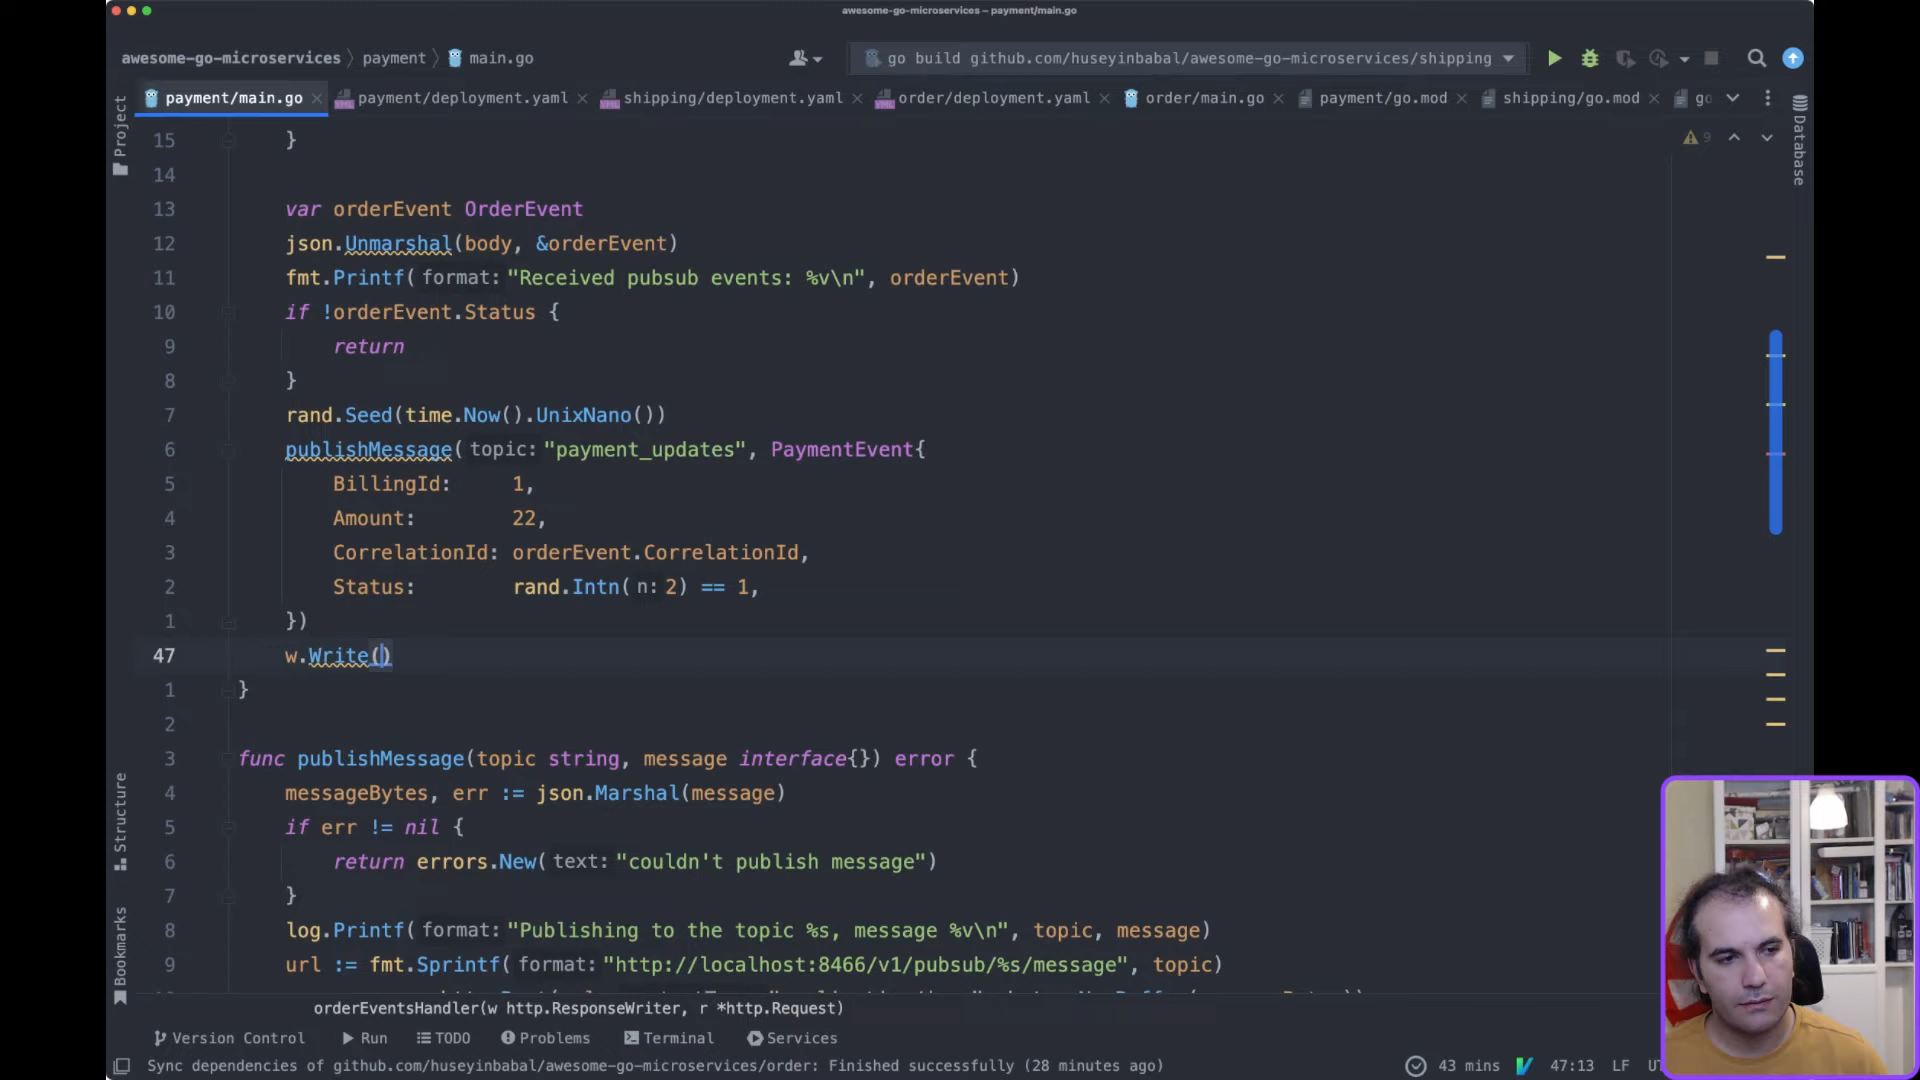 awesome-go-microservices – payment/main.go
awesome-go-microservices 〉 payment 〉 main.go
go build github.com/huseyinbabal/awesome-go-microservices/shipping
payment/main.go × payment/deployment.yaml × shipping/deployment.yaml × order/deployment.yaml × order/main.go × payment/go.mod × shipping/go.mod × go
Project
Database
9
15 }
14
13 var orderEvent OrderEvent
12 json.Unmarshal(body, &orderEvent)
11 fmt.Printf( format: "Received pubsub events: %v\n", orderEvent)
10 if !orderEvent.Status {
9 return
8 }
7 rand.Seed(time.Now().UnixNano())
6 publishMessage( topic: "payment_updates", PaymentEvent{
5 BillingId: 1,
4 Amount: 22,
3 CorrelationId: orderEvent.CorrelationId,
2 Status: rand.Intn( n: 2) == 1,
1 })
47 w.Write()
1 }
2
3 func publishMessage(topic string, message interface{}) error {
4 messageBytes, err := json.Marshal(message)
5 if err != nil {
6 return errors.New( text: "couldn't publish message")
7 }
8 log.Printf( format: "Publishing to the topic %s, message %v\n", topic, message)
9 url := fmt.Sprintf( format: "http://localhost:8466/v1/pubsub/%s/message", topic)
Structure
Bookmarks
orderEventsHandler(w http.ResponseWriter, r *http.Request)
Version Control Run TODO Problems Terminal Services
Sync dependencies of github.com/huseyinbabal/awesome-go-microservices/order: Finished successfully (28 minutes ago) 43 mins 47:13 LF